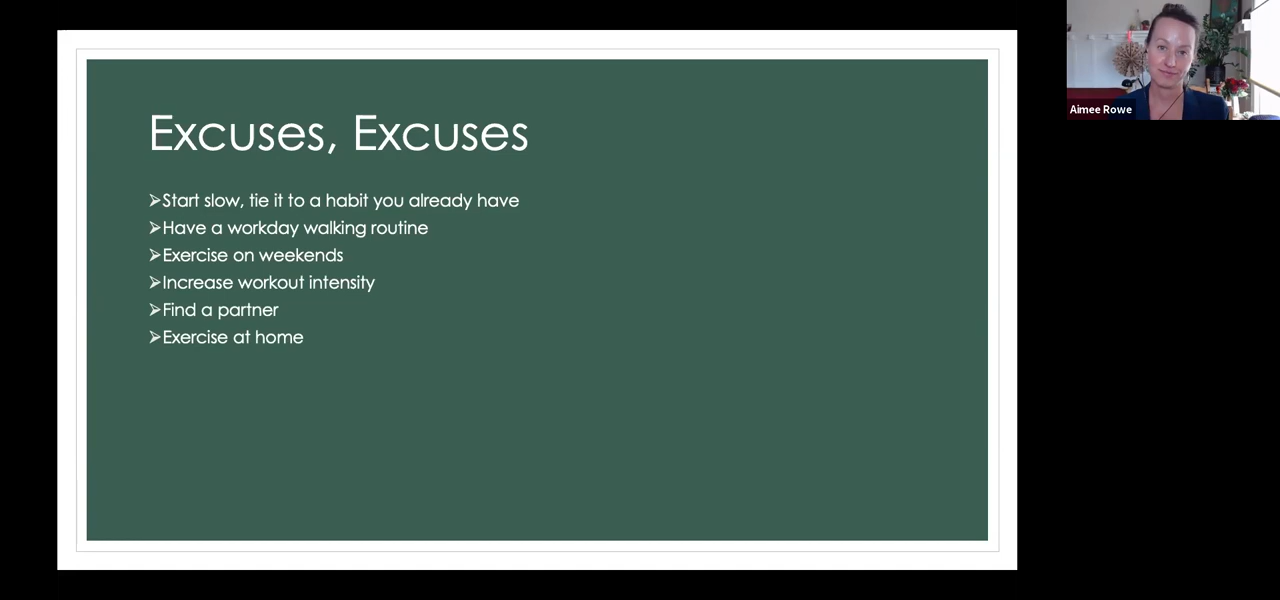 Excuses, Excuses
➢Start slow, tie it to a habit you already have
➢Have a workday walking routine
➢Exercise on weekends
➢Increase workout intensity
➢Find a partner
➢Exercise at home
Aimee Rowe